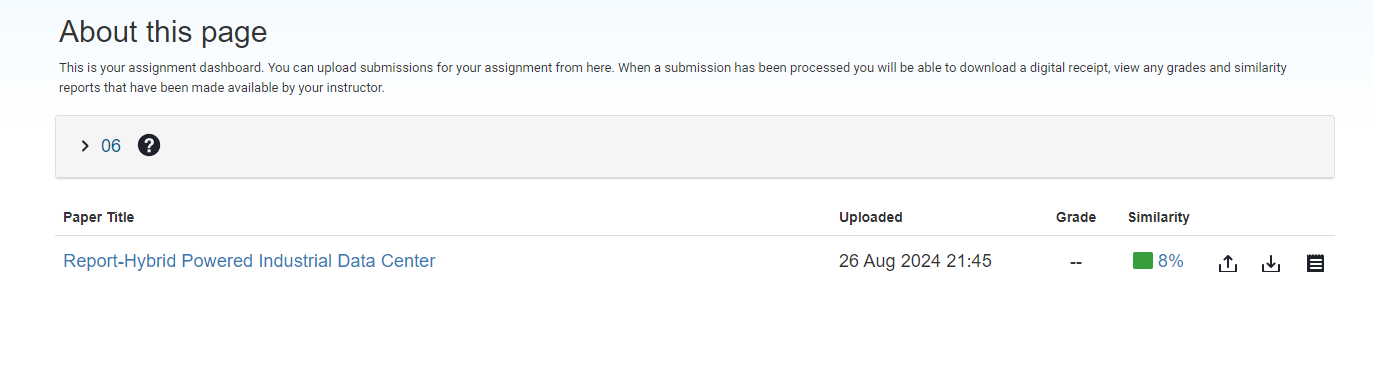 About this page
This is your assignment dashboard. You can upload submissions for your assignment from here. When a submission has been processed you will be able to download a digital receipt, view any grades and similarity
reports that have been made available by your instructor.
06 ?
Paper Title Uploaded Grade Similarity
Report-Hybrid Powered Industrial Data Center 26 Aug 2024 21:45 -- 8%